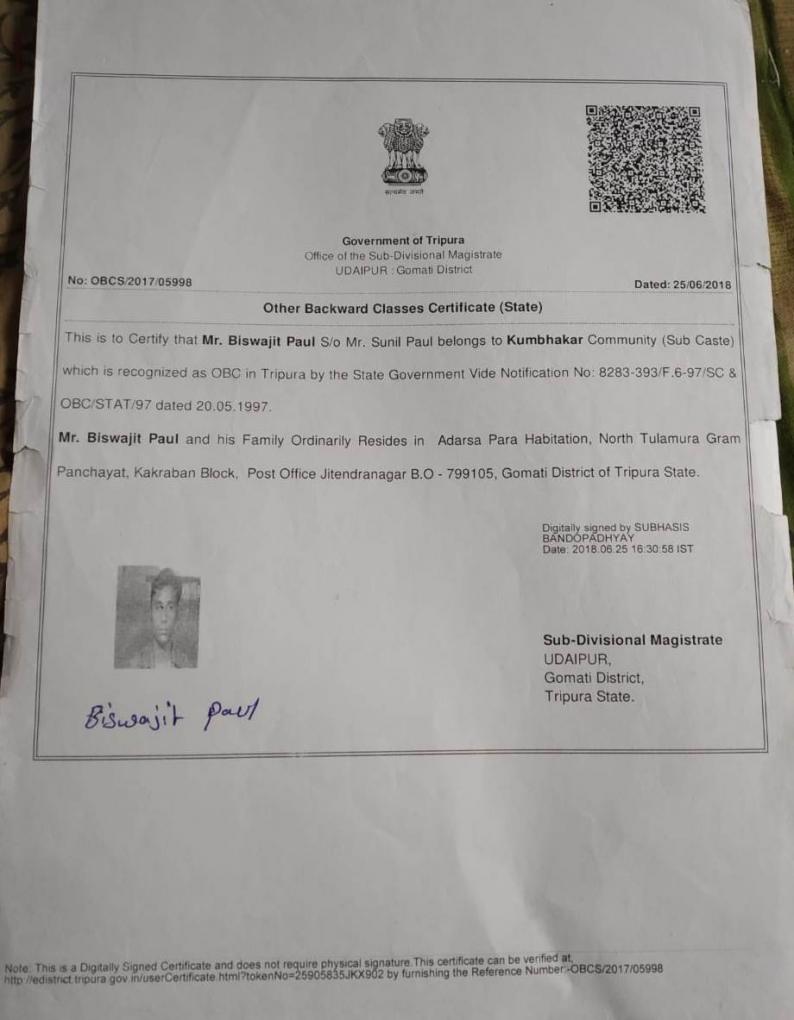 सत्यमेव जयते
Government of Tripura
Office of the Sub-Divisional Magistrate
UDAIPUR : Gomati District
No: OBCS/2017/05998
Dated: 25/06/2018
Other Backward Classes Certificate (State)
This is to Certify that Mr. Biswajit Paul S/o Mr. Sunil Paul belongs to Kumbhakar Community (Sub Caste)
which is recognized as OBC in Tripura by the State Government Vide Notification No: 8283-393/F.6-97/SC &
OBC/STAT/97 dated 20.05.1997.
Mr. Biswajit Paul and his Family Ordinarily Resides in Adarsa Para Habitation, North Tulamura Gram
Panchayat, Kakraban Block, Post Office Jitendranagar B.O - 799105, Gomati District of Tripura State.
Digitally signed by SUBHASIS
BANDOPADHYAY
Date: 2018.06.25 16:30:58 IST
Sub-Divisional Magistrate
UDAIPUR,
Gomati District,
Tripura State.
Biswajit Paul
Note: This is a Digitally Signed Certificate and does not require physical signature.This certificate can be verified at,
http://edistrict.tripura.gov.in/userCertificate.html?tokenNo=25905835JKX902 by furnishing the Reference Number:-OBCS/2017/05998